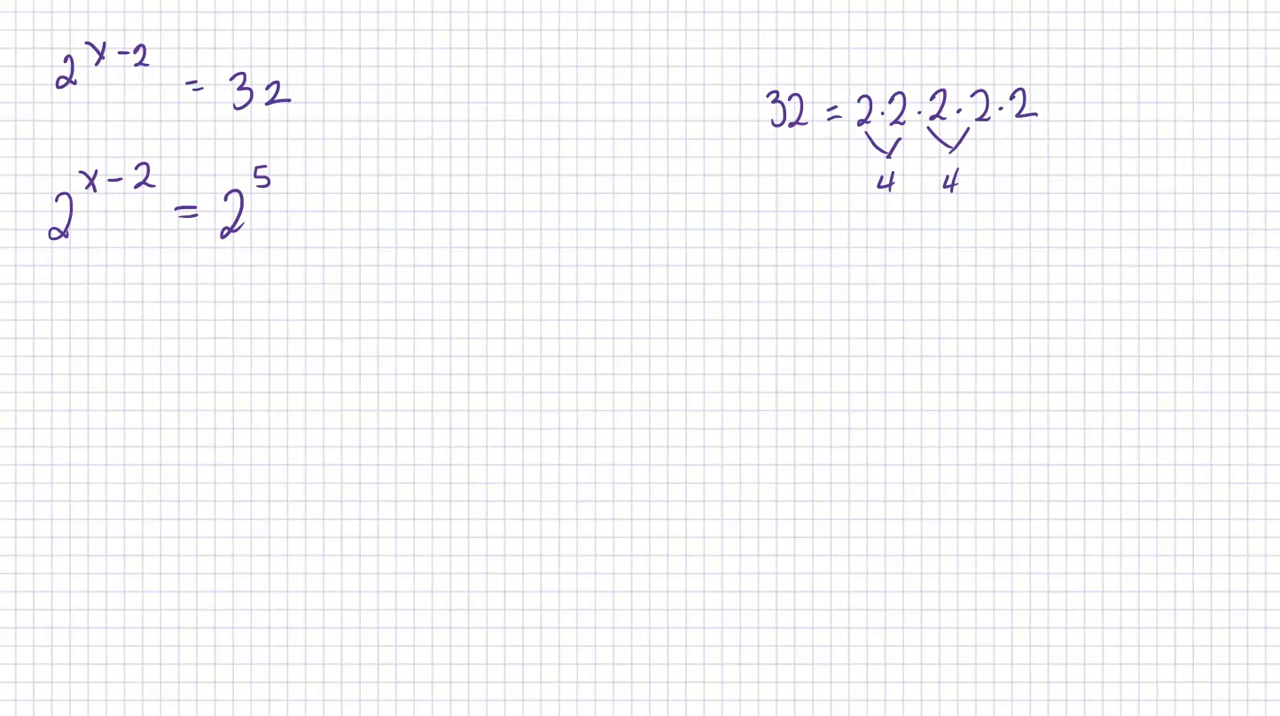 2^{x-2} = 32
2^{x-2} = 2^5
32 = 2·2·2·2·2
4 4